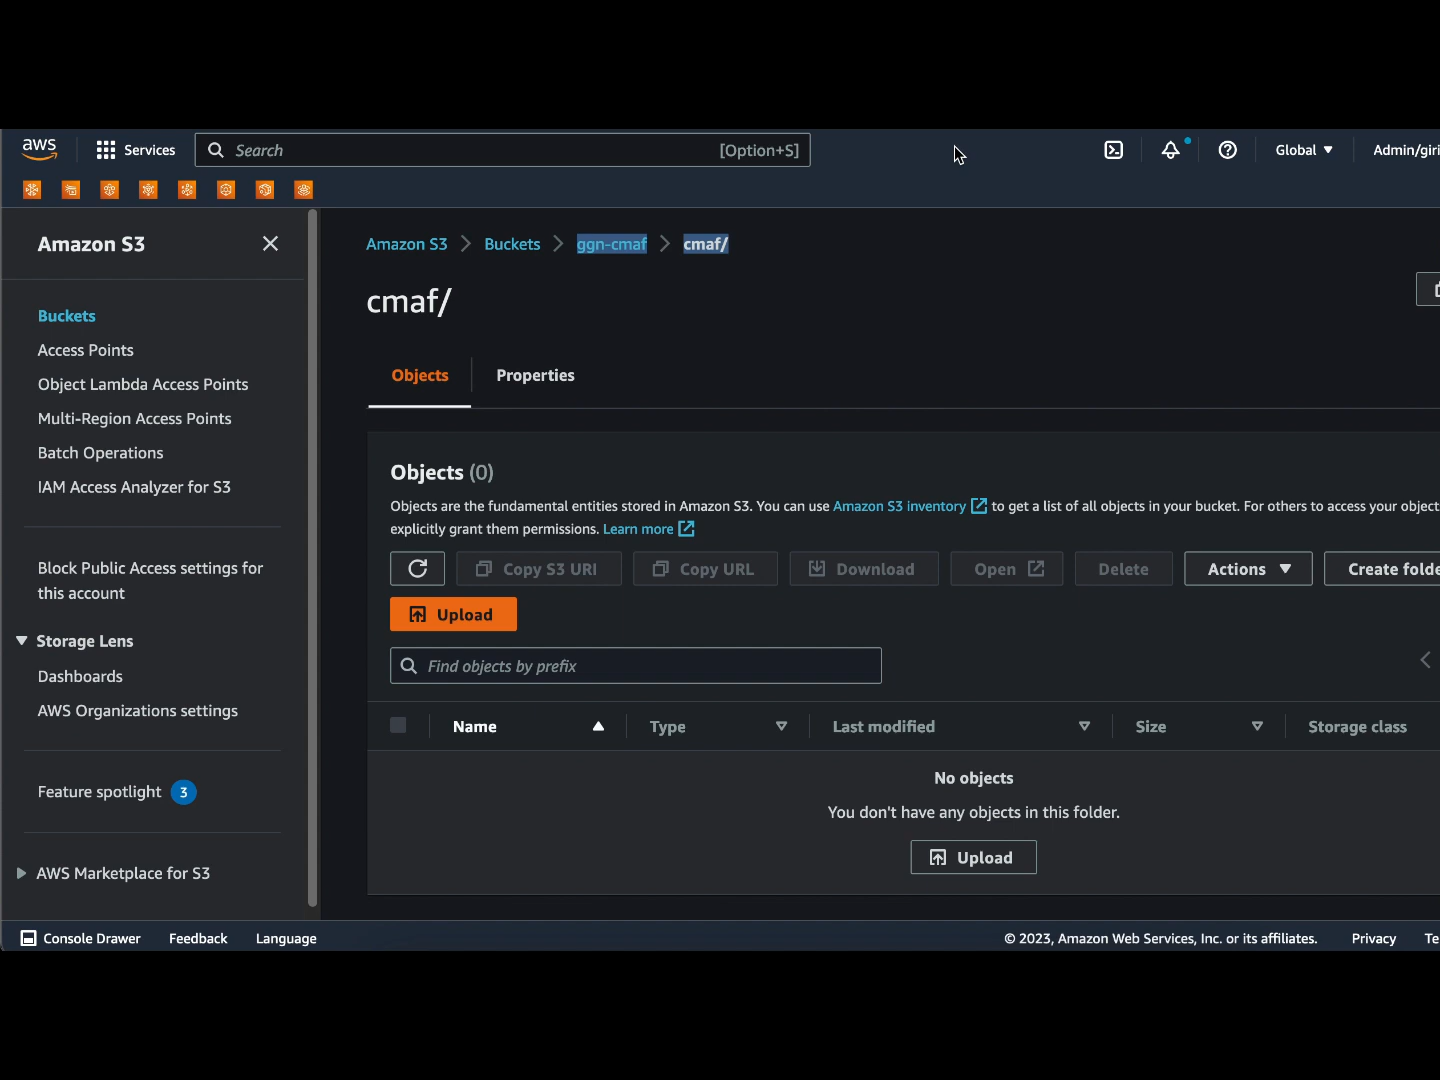 aws
Services
Search
[Option+S]
Global
Admin/giri
Amazon S3
Buckets
Access Points
Object Lambda Access Points
Multi-Region Access Points
Batch Operations
IAM Access Analyzer for S3
Block Public Access settings for
this account
Storage Lens
Dashboards
AWS Organizations settings
Feature spotlight 3
AWS Marketplace for S3
Amazon S3
Buckets
ggn-cmaf
cmaf/
cmaf/
Objects
Properties
Objects (0)
Objects are the fundamental entities stored in Amazon S3. You can use Amazon S3 inventory to get a list of all objects in your bucket. For others to access your object
explicitly grant them permissions. Learn more
Copy S3 URI
Copy URL
Download
Open
Delete
Actions
Create folde
Upload
Find objects by prefix
Name
Type
Last modified
Size
Storage class
No objects
You don't have any objects in this folder.
Upload
Console Drawer
Feedback
Language
© 2023, Amazon Web Services, Inc. or its affiliates.
Privacy
Te